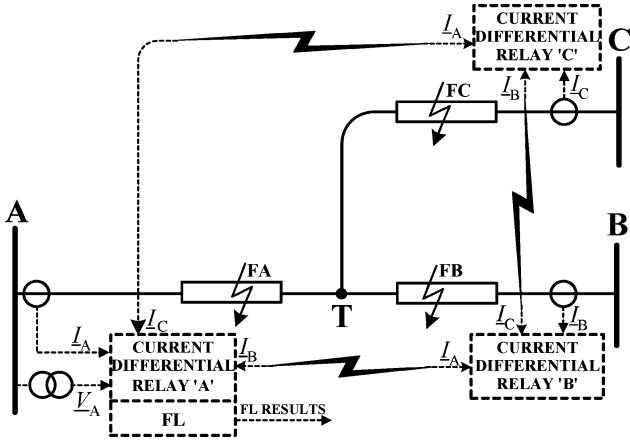 CURRENT
DIFFERENTIAL
RELAY 'C'
I_A
C
I_B
I_C
FC
A
B
FA
FB
T
I_C
I_A
CURRENT
DIFFERENTIAL
RELAY 'A'
I_B
V_A
FL
FL RESULTS
I_C
I_B
I_A
CURRENT
DIFFERENTIAL
RELAY 'B'